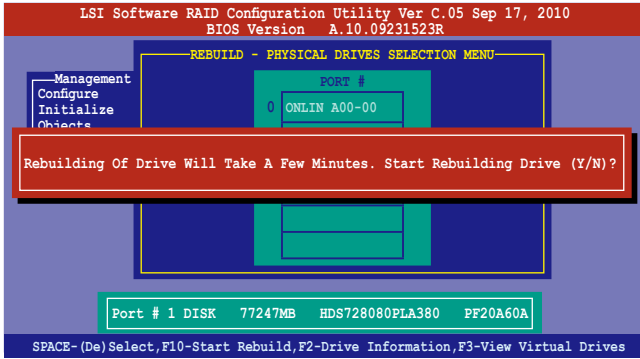 LSI Software RAID Configuration Utility Ver C.05 Sep 17, 2010
BIOS Version A.10.09231523R
REBUILD - PHYSICAL DRIVES SELECTION MENU
Management
Configure
Initialize
Objects
PORT #
0 ONLIN A00-00
Rebuilding Of Drive Will Take A Few Minutes. Start Rebuilding Drive (Y/N)?
Port # 1 DISK 77247MB HDS728080PLA380 PF20A60A
SPACE-(De)Select,F10-Start Rebuild,F2-Drive Information,F3-View Virtual Drives